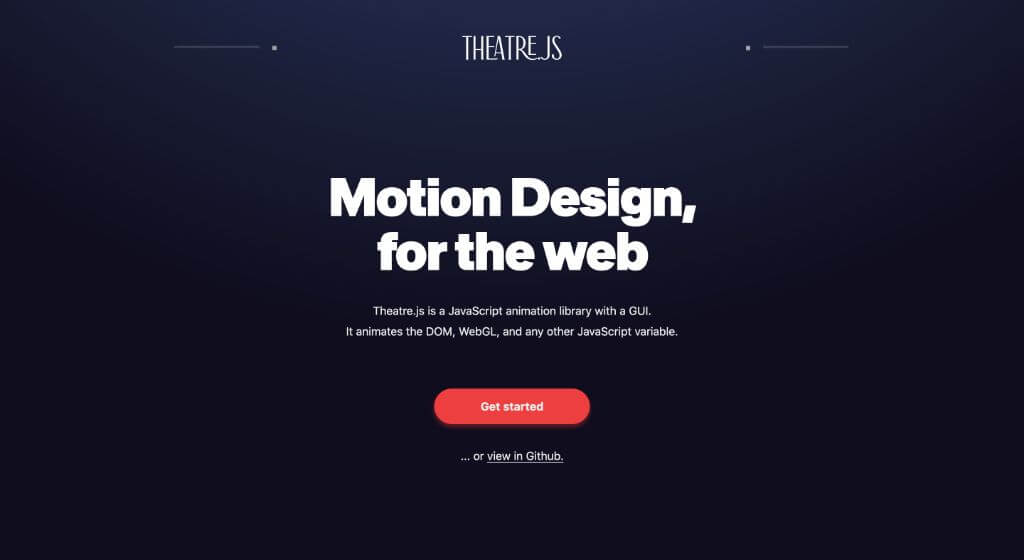 THEATRE.JS
Motion Design,
for the web
Theatre.js is a JavaScript animation library with a GUI.
It animates the DOM, WebGL, and any other JavaScript variable.
Get started
... or view in Github.